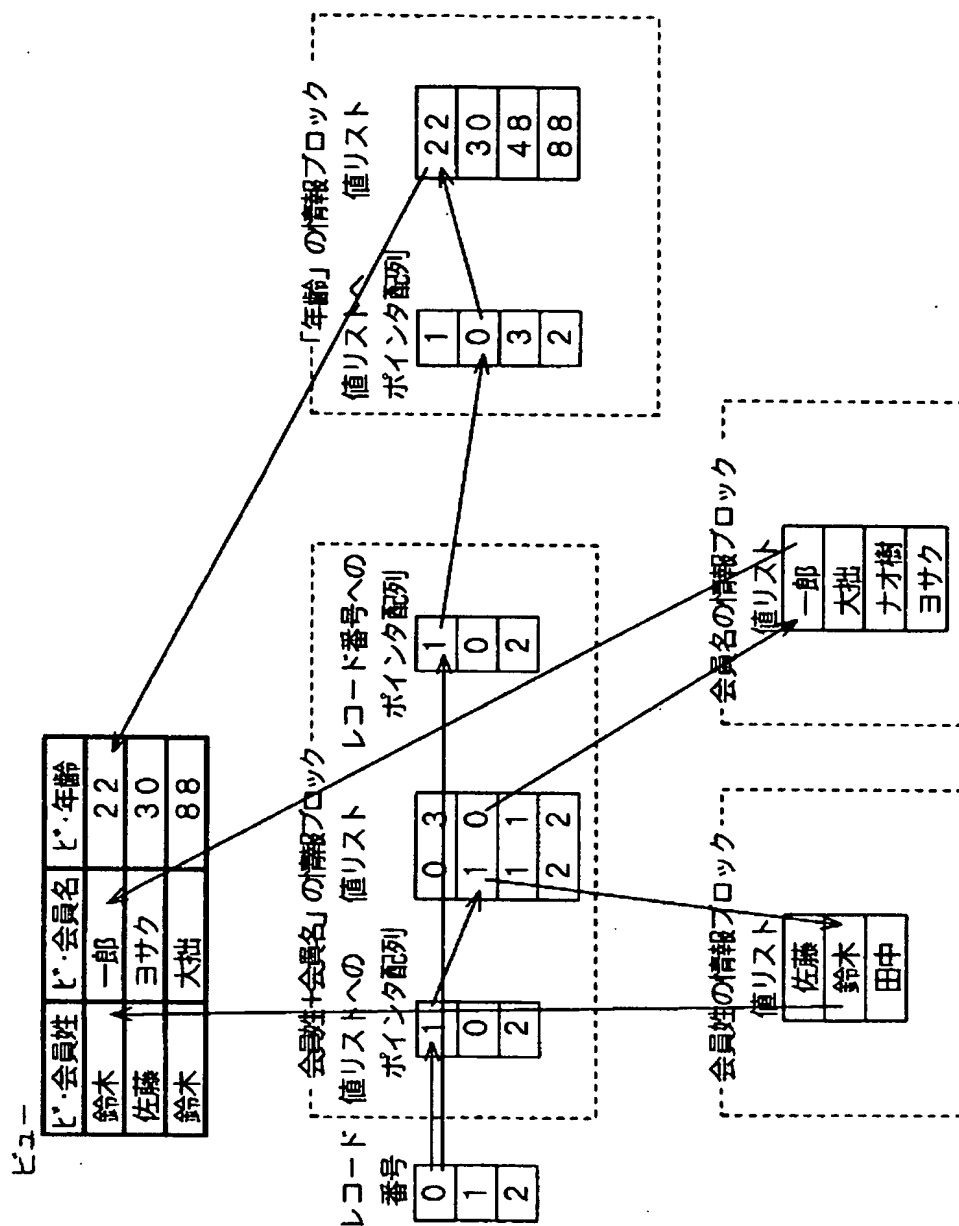 ビュー
ビ・会員姓 ビ・会員名 ビ・年齢
鈴木 一郎 22
佐藤 ヨサク 30
鈴木 大拙 88
レコード
番号
0
1
2
会員姓+会員名」の情報ブロック
値リストへの
ポインタ配列
1
0
2
値リスト
0 3
1 0
1 1
2 2
レコード番号への
ポインタ配列
1
0
2
「年齢」の情報ブロック
値リストへ
ポインタ配列
1
0
3
2
値リスト
22
30
48
88
会員姓の情報ブロック
値リスト
佐藤
鈴木
田中
会員名の情報ブロック
値リスト
一郎
大拙
ナオ樹
ヨサク